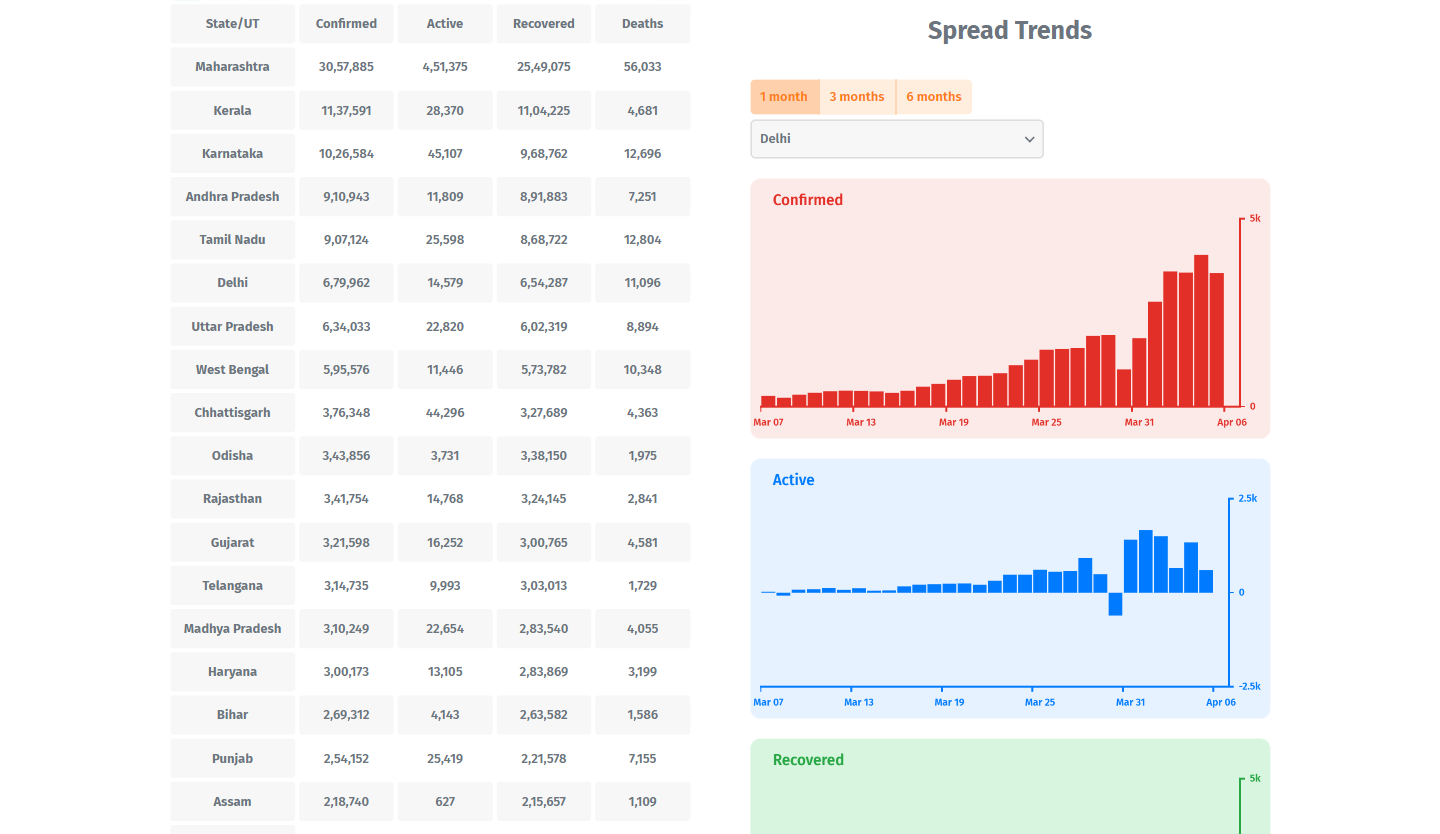 State/UT Confirmed Active Recovered Deaths
Maharashtra 30,57,885 4,51,375 25,49,075 56,033
Kerala 11,37,591 28,370 11,04,225 4,681
Karnataka 10,26,584 45,107 9,68,762 12,696
Andhra Pradesh 9,10,943 11,809 8,91,883 7,251
Tamil Nadu 9,07,124 25,598 8,68,722 12,804
Delhi 6,79,962 14,579 6,54,287 11,096
Uttar Pradesh 6,34,033 22,820 6,02,319 8,894
West Bengal 5,95,576 11,446 5,73,782 10,348
Chhattisgarh 3,76,348 44,296 3,27,689 4,363
Odisha 3,43,856 3,731 3,38,150 1,975
Rajasthan 3,41,754 14,768 3,24,145 2,841
Gujarat 3,21,598 16,252 3,00,765 4,581
Telangana 3,14,735 9,993 3,03,013 1,729
Madhya Pradesh 3,10,249 22,654 2,83,540 4,055
Haryana 3,00,173 13,105 2,83,869 3,199
Bihar 2,69,312 4,143 2,63,582 1,586
Punjab 2,54,152 25,419 2,21,578 7,155
Assam 2,18,740 627 2,15,657 1,109
Spread Trends
1 month 3 months 6 months
Delhi
Confirmed
5k
0
Mar 07 Mar 13 Mar 19 Mar 25 Mar 31 Apr 06
Active
2.5k
0
-2.5k
Mar 07 Mar 13 Mar 19 Mar 25 Mar 31 Apr 06
Recovered
5k